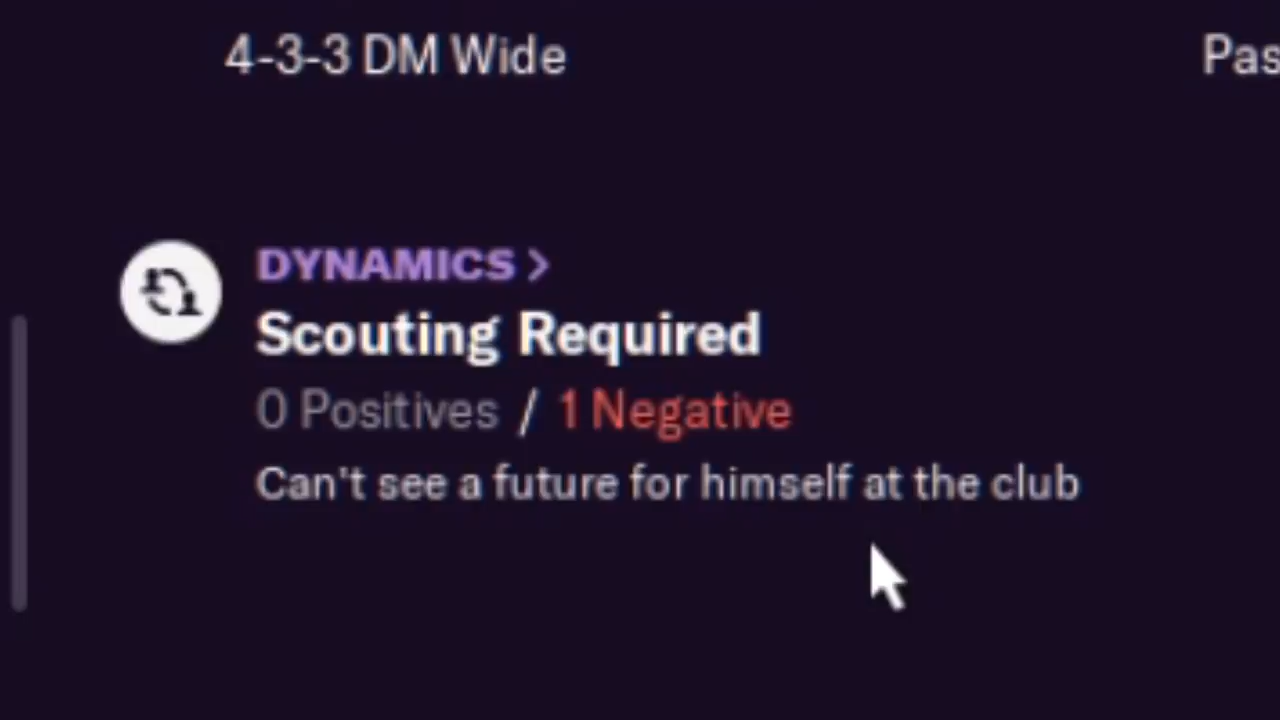 4-3-3 DM Wide
Pas
DYNAMICS >
Scouting Required
0 Positives / 1 Negative
Can't see a future for himself at the club